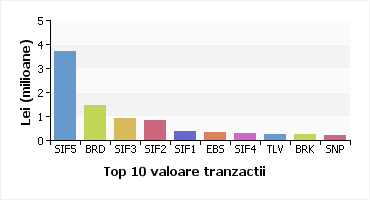 5
4
3
2
1
0
Lei (milioane)
SIF5 BRD SIF3 SIF2 SIF1 EBS SIF4 TLV BRK SNP
Top 10 valoare tranzactii